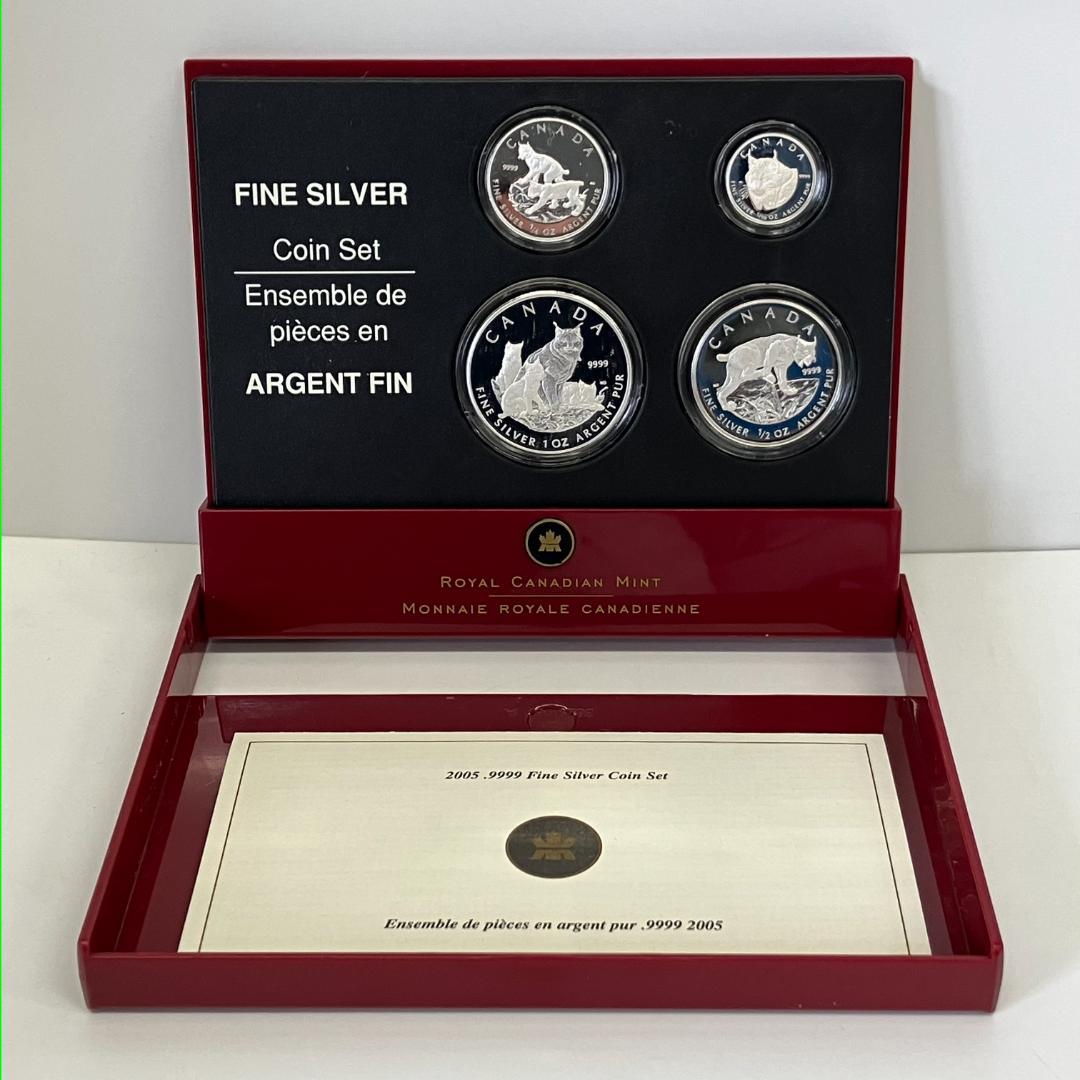 FINE SILVER
Coin Set
Ensemble de
pièces en
ARGENT FIN
CANADA
9999
FINE SILVER 1/4 OZ ARGENT PUR
CANADA
9999
FINE SILVER 1/10 OZ ARGENT PUR
CANADA
9999
FINE SILVER 1 OZ ARGENT PUR
CANADA
9999
FINE SILVER 1/2 OZ ARGENT PUR
ROYAL CANADIAN MINT
MONNAIE ROYALE CANADIENNE
2005 .9999 Fine Silver Coin Set
Ensemble de pièces en argent pur .9999 2005